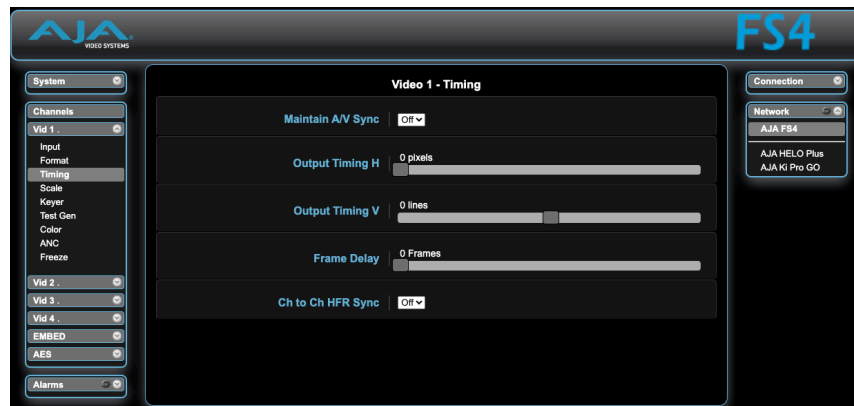 AJA
VIDEO SYSTEMS
FS4
System
Channels
Vid 1 .
Input
Format
Timing
Scale
Keyer
Test Gen
Color
ANC
Freeze
Vid 2 .
Vid 3 .
Vid 4 .
EMBED
AES
Alarms
Video 1 - Timing
Maintain A/V Sync Off
Output Timing H 0 pixels
Output Timing V 0 lines
Frame Delay 0 Frames
Ch to Ch HFR Sync Off
Connection
Network
AJA FS4
AJA HELO Plus
AJA Ki Pro GO